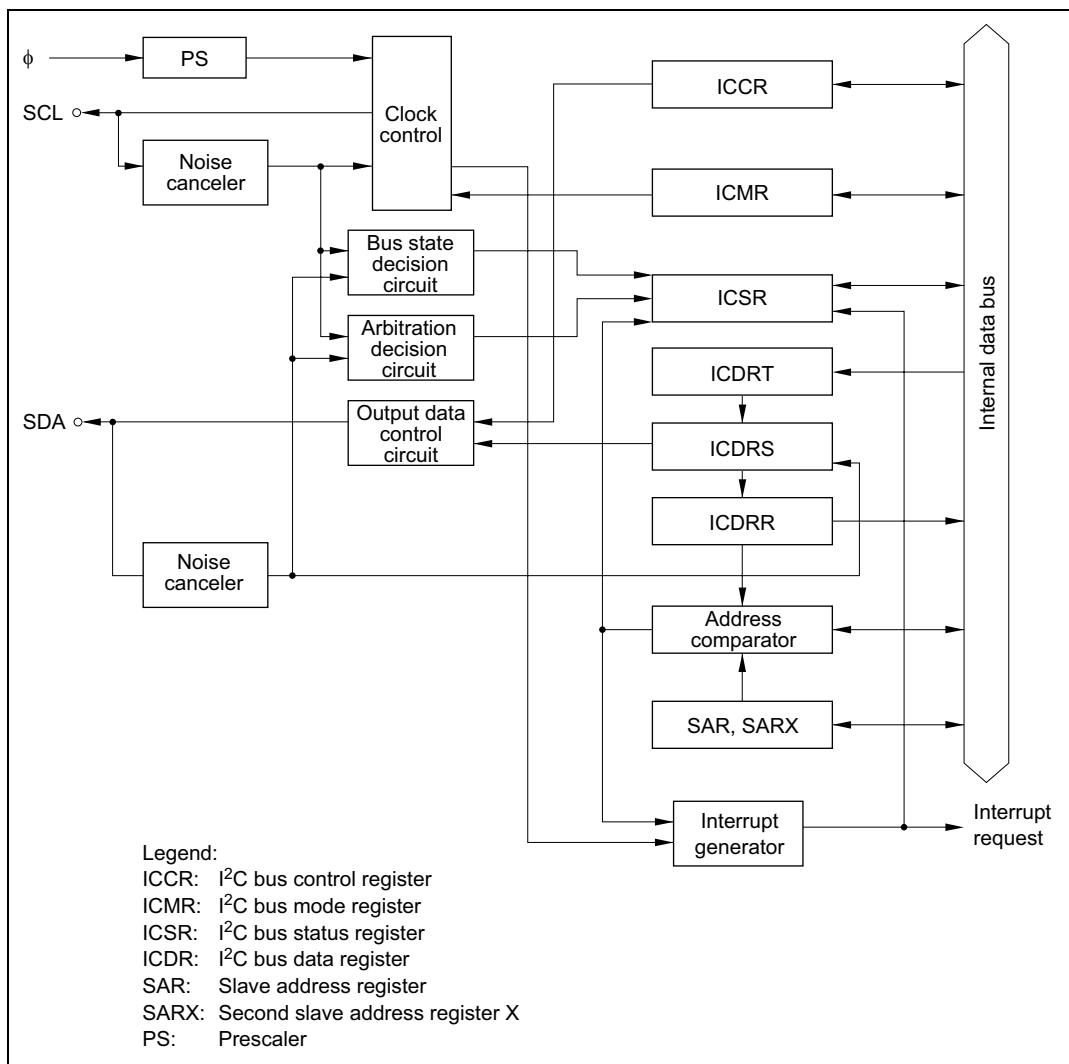 ϕ
PS
SCL
Clock
control
Noise
canceler
ICCR
ICMR
Bus state
decision
circuit
ICSR
Arbitration
decision
circuit
ICDRT
SDA
Output data
control
circuit
ICDRS
ICDRR
Noise
canceler
Address
comparator
SAR, SARX
Internal data bus
Interrupt
generator
Interrupt
request
Legend:
ICCR: I²C bus control register
ICMR: I²C bus mode register
ICSR: I²C bus status register
ICDR: I²C bus data register
SAR: Slave address register
SARX: Second slave address register X
PS: Prescaler